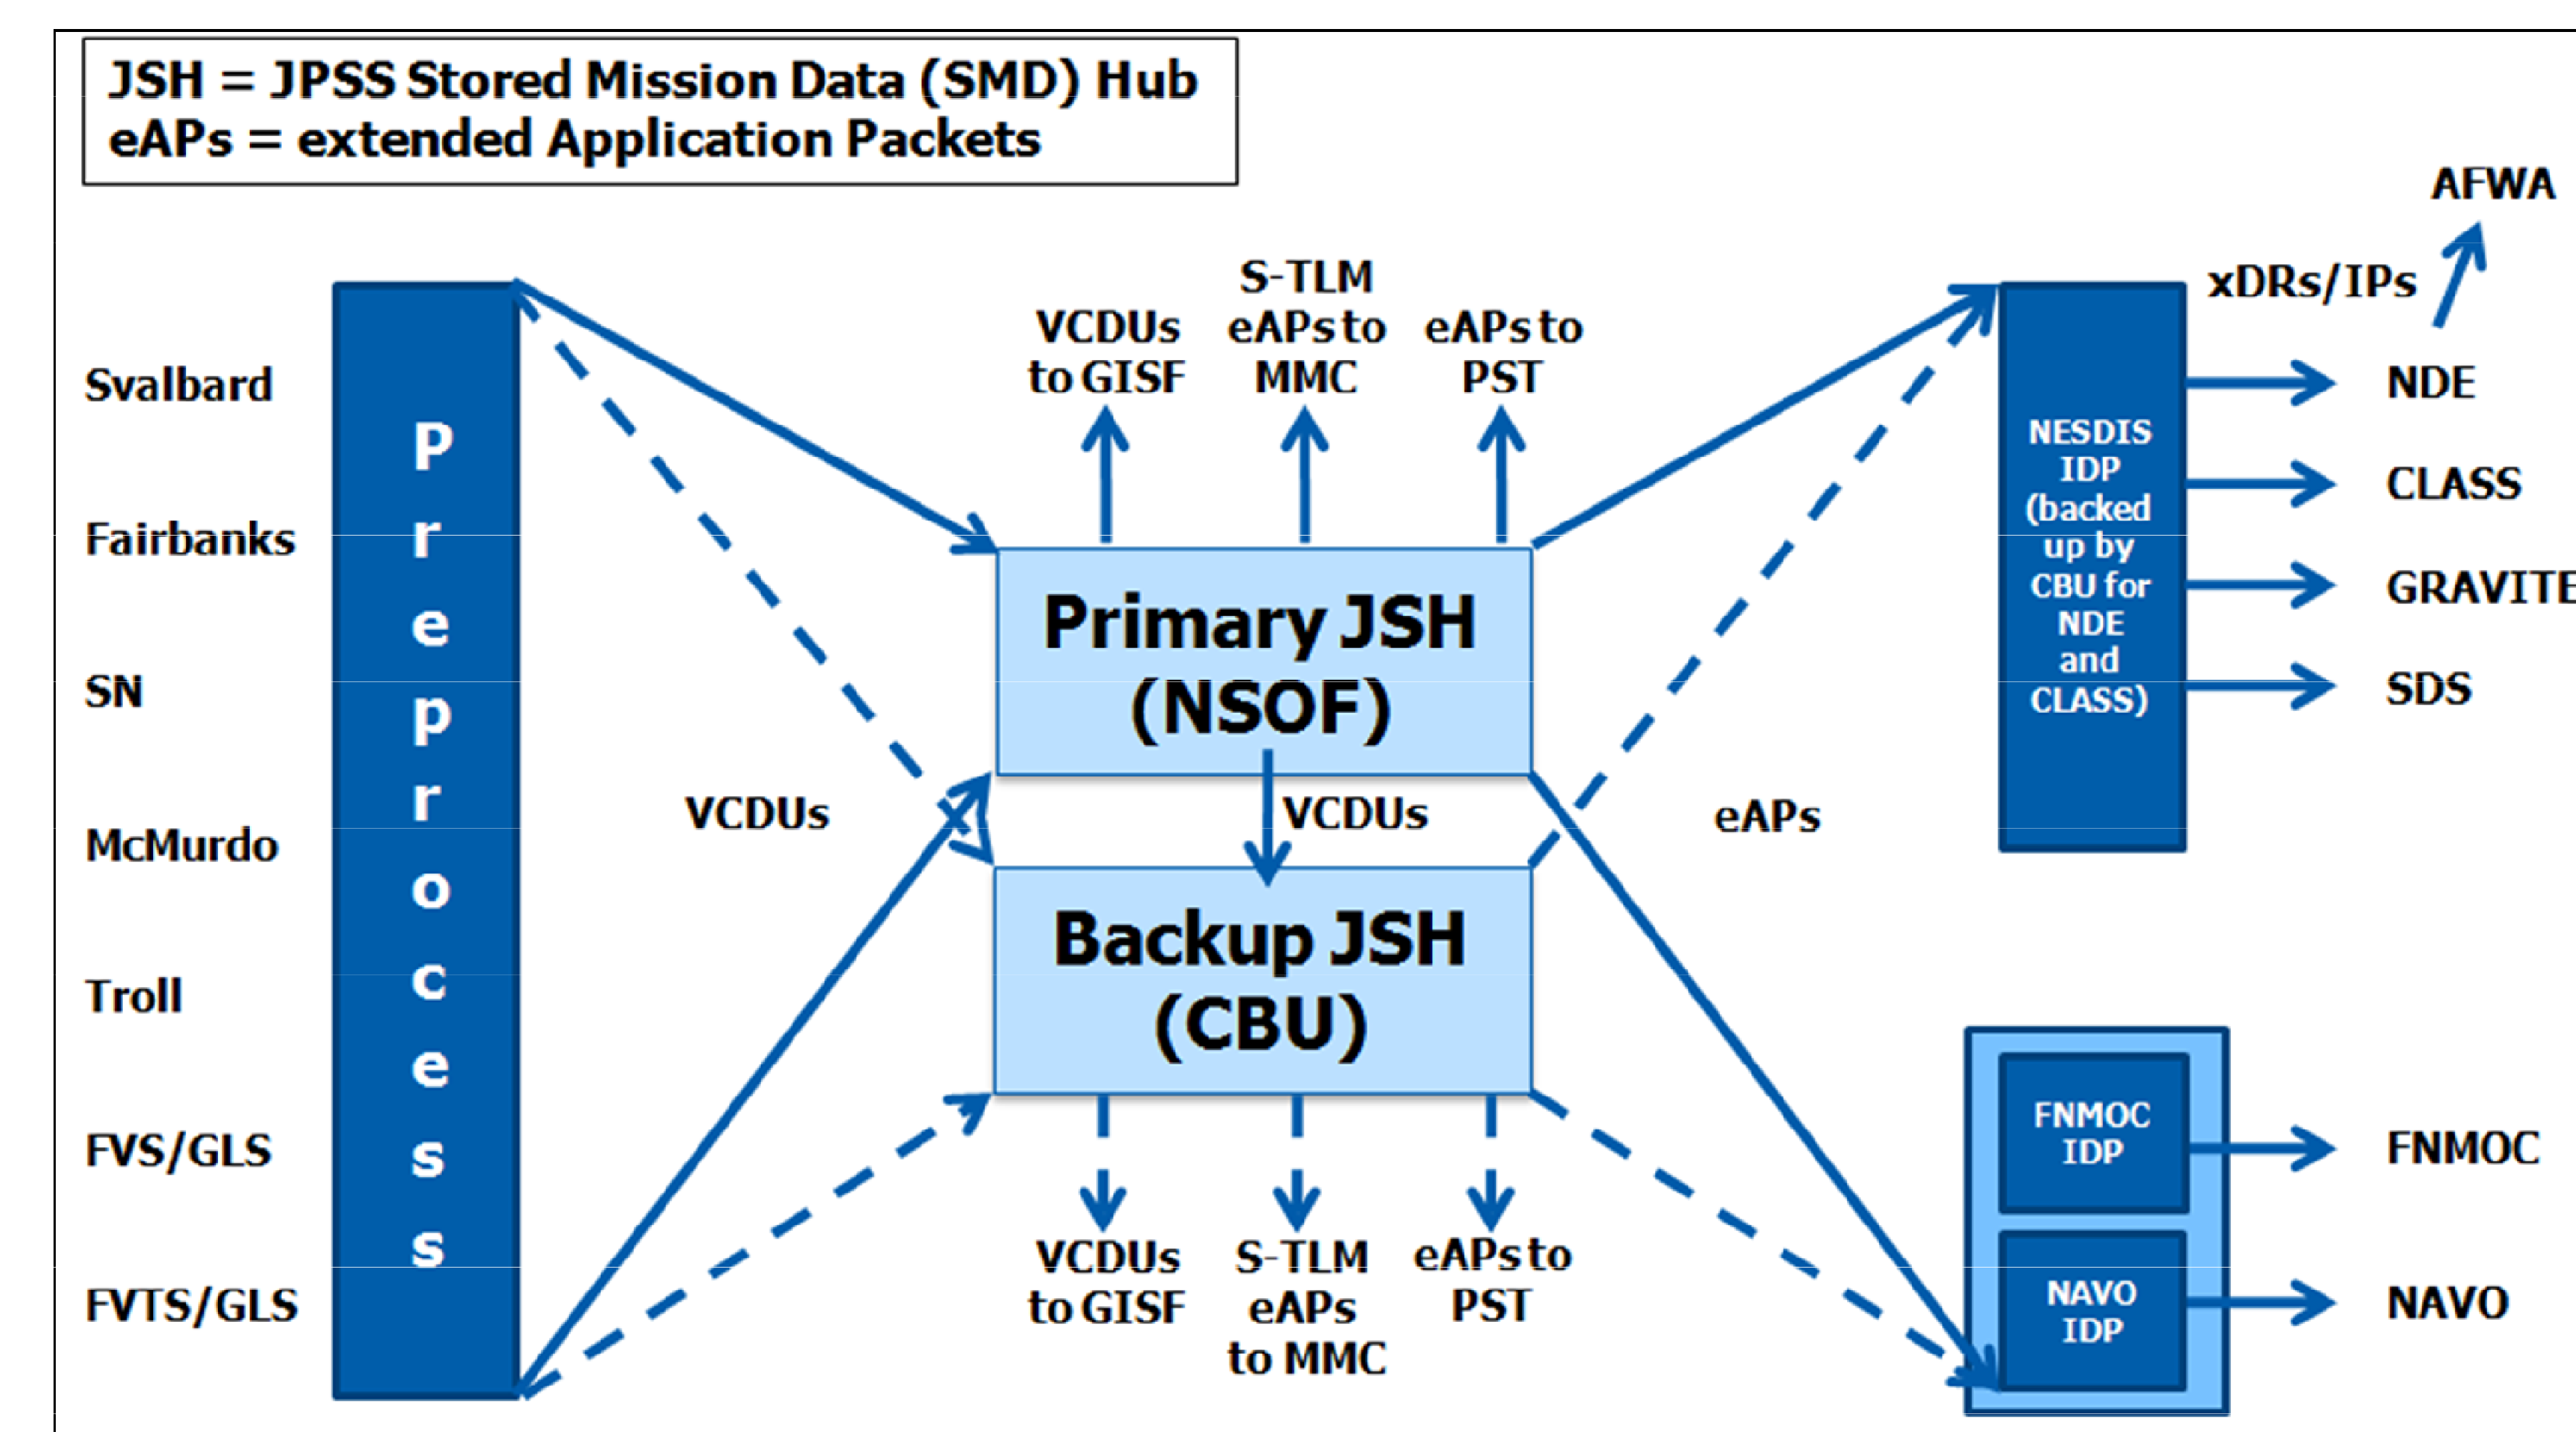 JSH = JPSS Stored Mission Data (SMD) Hub
eAPs = extended Application Packets
Svalbard
Fairbanks
SN
McMurdo
Troll
FVS/GLS
FVTS/GLS
P
r
e
p
r
o
c
e
s
s
VCDUs
VCDUs
to GISF
S-TLM
eAPs to
MMC
eAPs to
PST
Primary JSH
(NSOF)
VCDUs
Backup JSH
(CBU)
VCDUs
to GISF
S-TLM
eAPs
to MMC
eAPs to
PST
eAPs
NESDIS
IDP
(backed
up by
CBU for
NDE
and
CLASS)
xDRs/IPs
AFWA
NDE
CLASS
GRAVITE
SDS
FNMOC
IDP
NAVO
IDP
FNMOC
NAVO